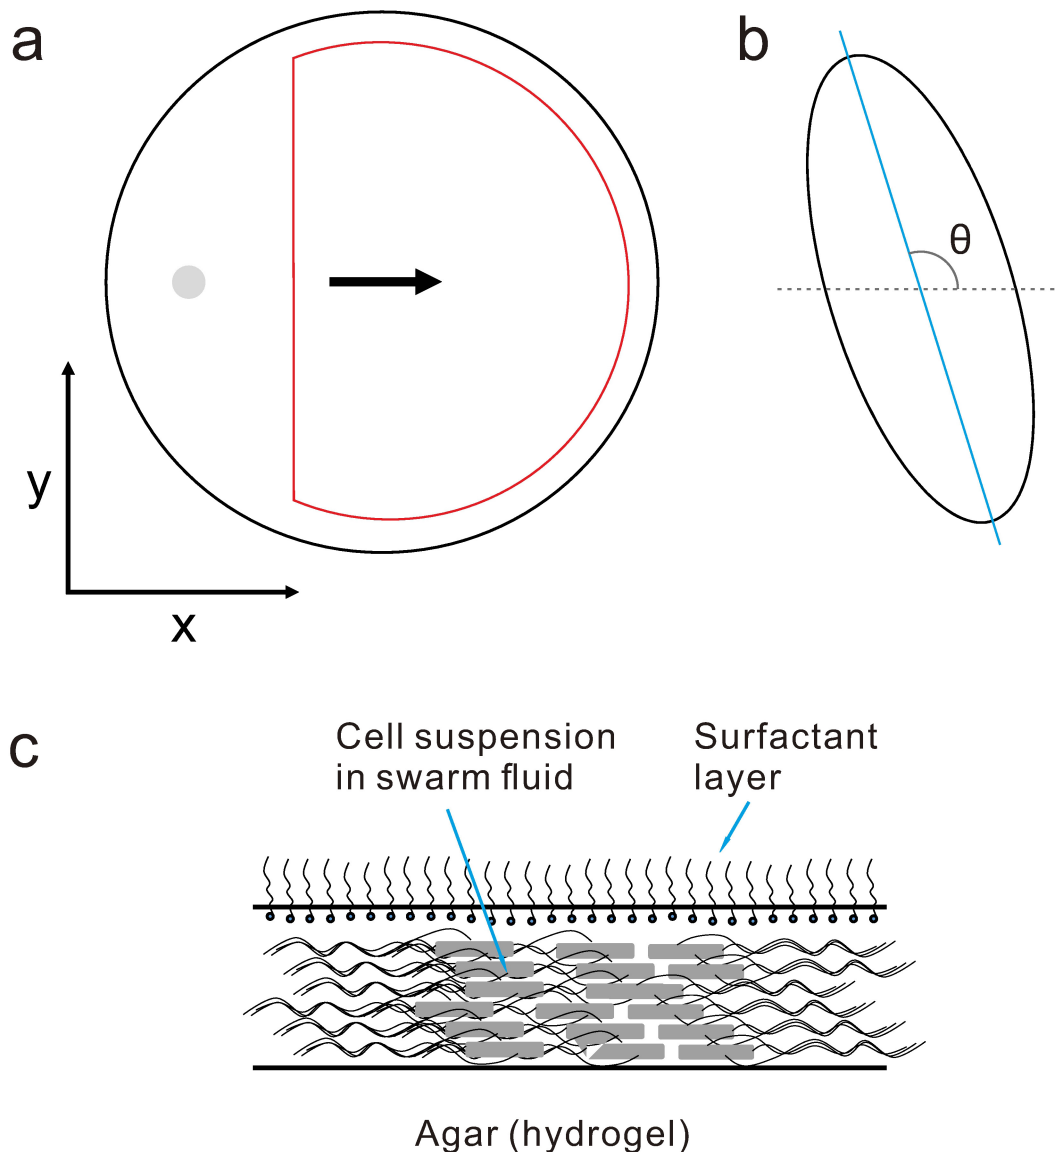 a
b
θ
y
x
c
Cell suspension
in swarm fluid
Surfactant
layer
Agar (hydrogel)